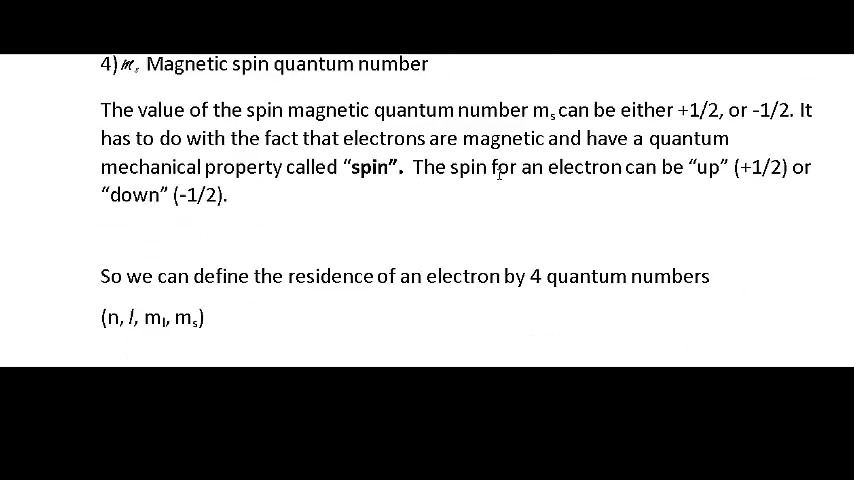 4) mₛ Magnetic spin quantum number
The value of the spin magnetic quantum number mₛ can be either +1/2, or -1/2. It
has to do with the fact that electrons are magnetic and have a quantum
mechanical property called “spin”. The spin for an electron can be “up” (+1/2) or
“down” (-1/2).
So we can define the residence of an electron by 4 quantum numbers
(n, l, mₗ, mₛ)